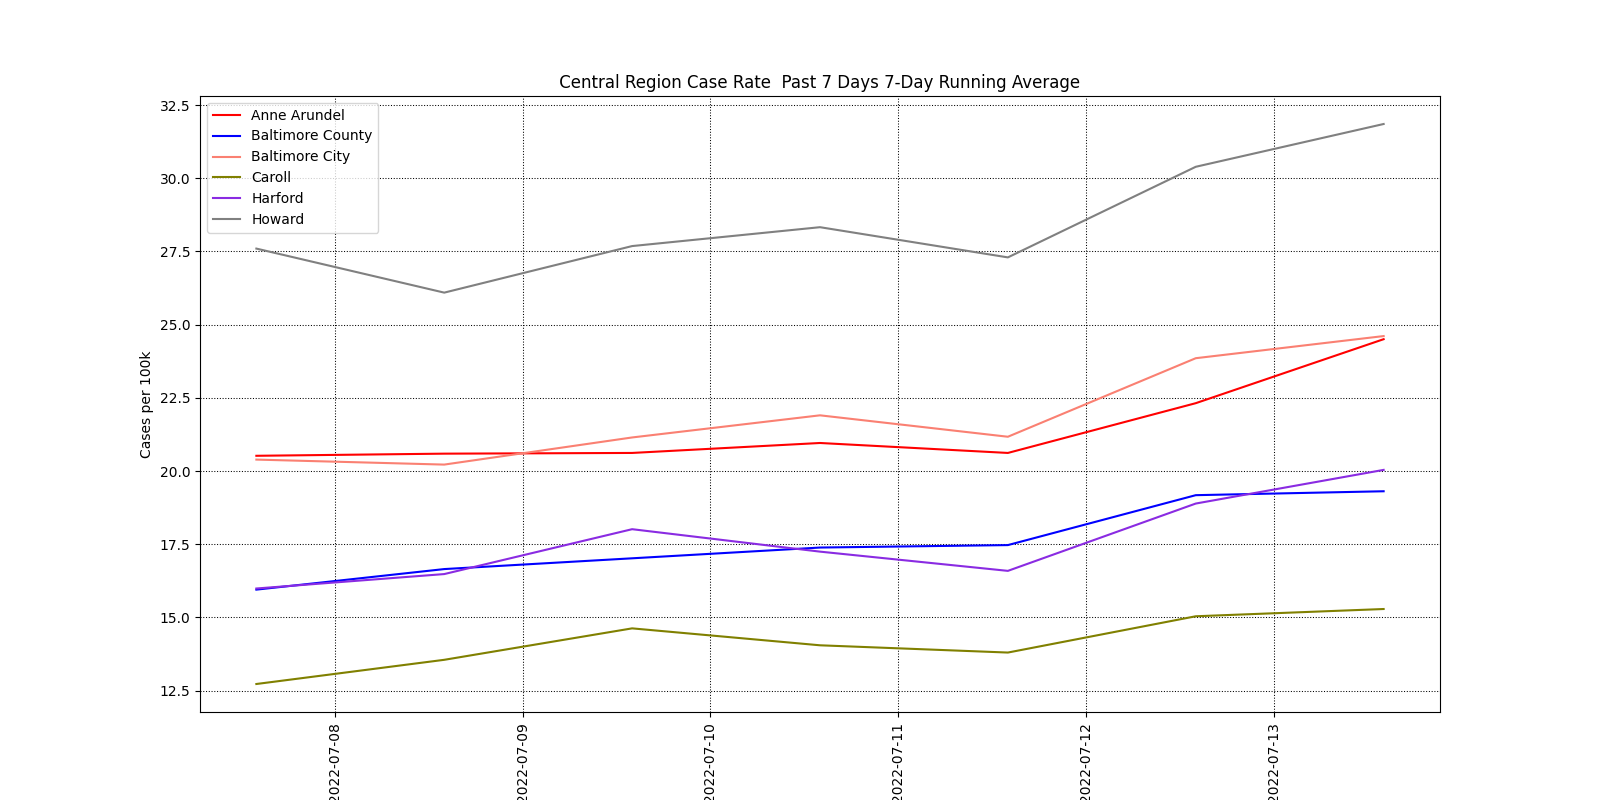 Central Region Case Rate  Past 7 Days 7-Day Running Average
32.5
30.0
27.5
25.0
22.5
20.0
17.5
15.0
12.5
Cases per 100k
Anne Arundel
Baltimore County
Baltimore City
Caroll
Harford
Howard
2022-07-08
2022-07-09
2022-07-10
2022-07-11
2022-07-12
2022-07-13